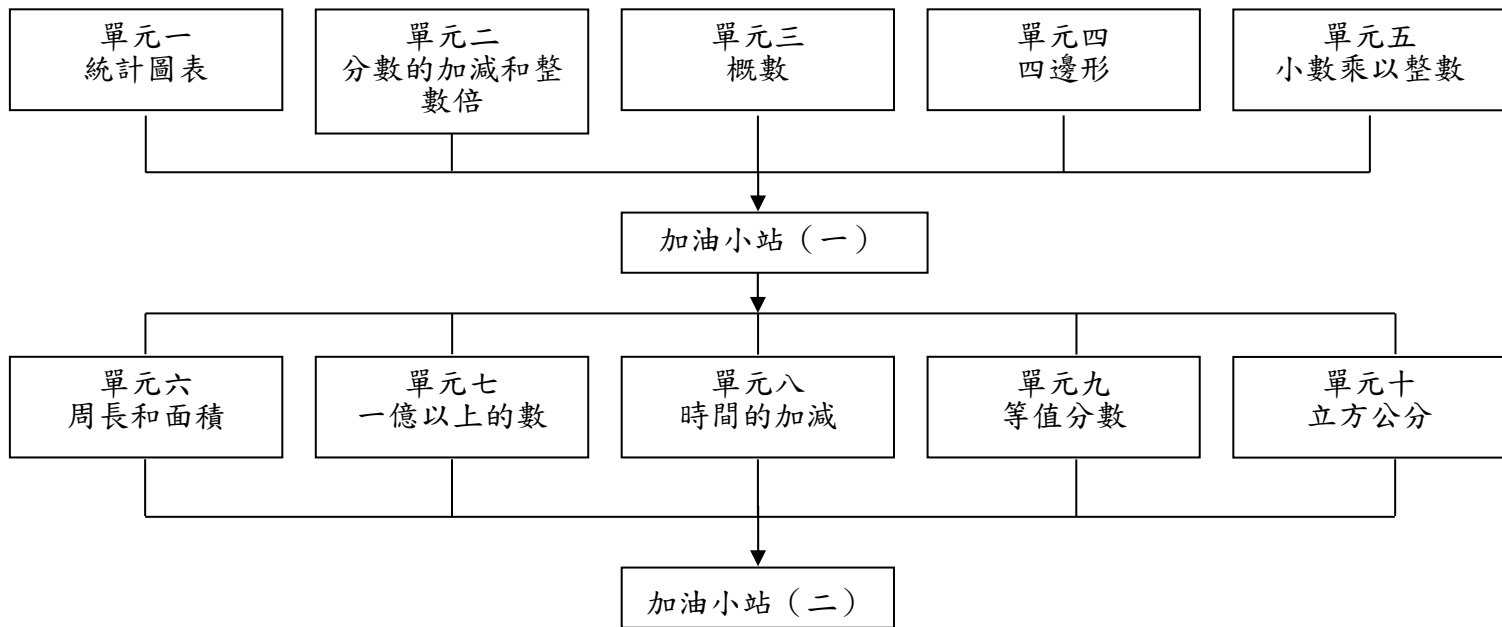 單元一
統計圖表
單元二
分數的加減和整
數倍
單元三
概數
單元四
四邊形
單元五
小數乘以整數
加油小站（一）
單元六
周長和面積
單元七
一億以上的數
單元八
時間的加減
單元九
等值分數
單元十
立方公分
加油小站（二）